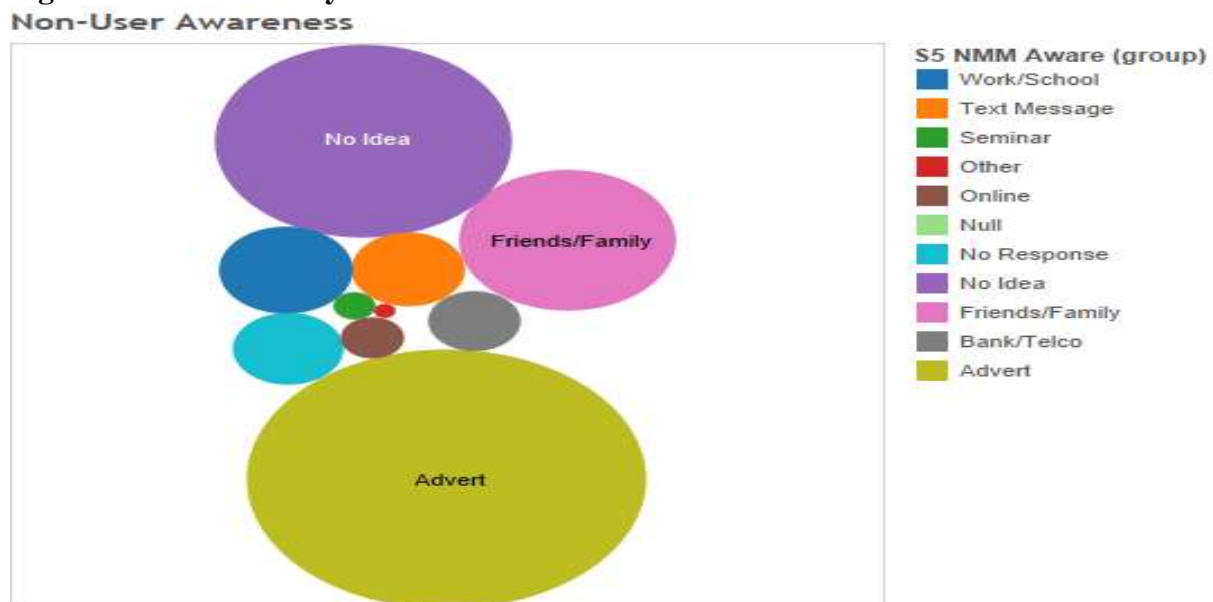 Non-User Awareness
No Idea
Friends/Family
Advert
S5 NMM Aware (group)
Work/School
Text Message
Seminar
Other
Online
Null
No Response
No Idea
Friends/Family
Bank/Telco
Advert